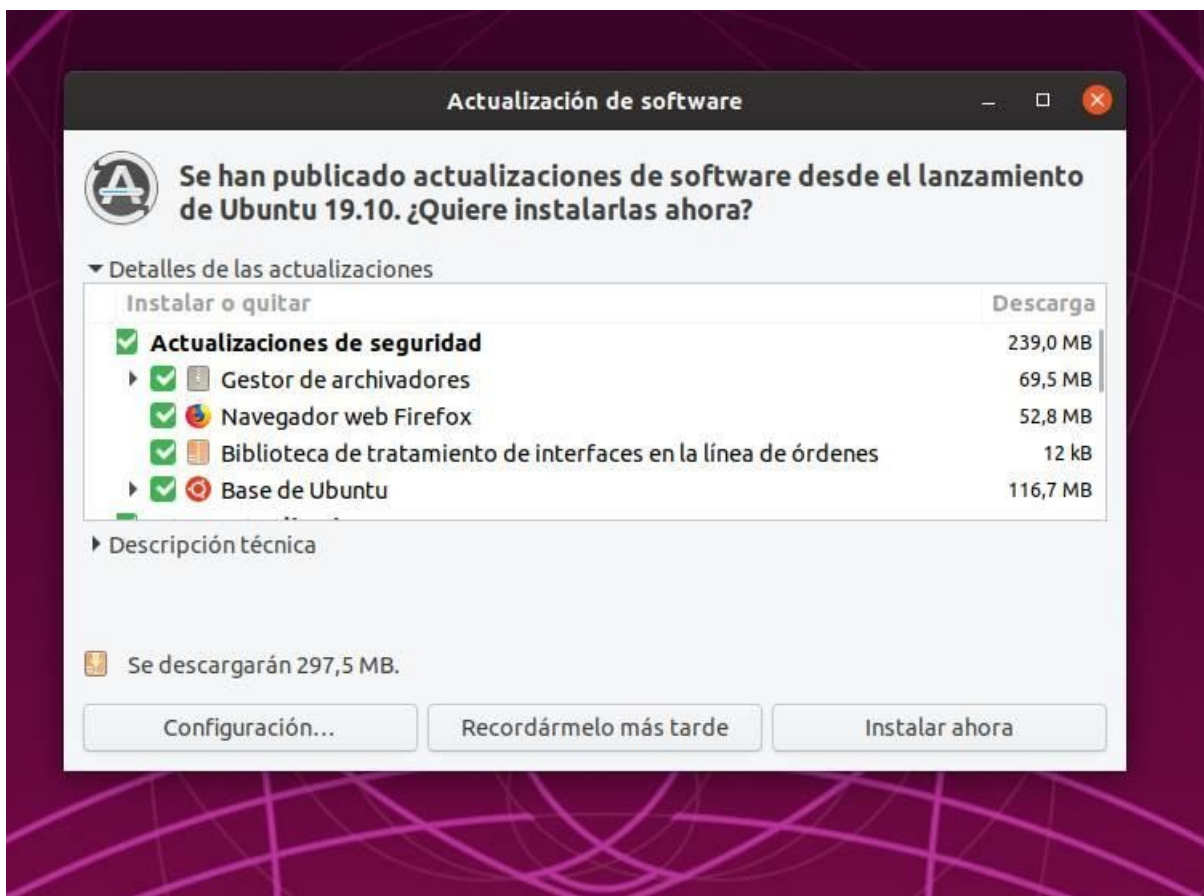 Actualización de software
Se han publicado actualizaciones de software desde el lanzamiento
de Ubuntu 19.10. ¿Quiere instalarlas ahora?
Detalles de las actualizaciones
Instalar o quitar Descarga
Actualizaciones de seguridad 239,0 MB
Gestor de archivadores 69,5 MB
Navegador web Firefox 52,8 MB
Biblioteca de tratamiento de interfaces en la línea de órdenes 12 kB
Base de Ubuntu 116,7 MB
Descripción técnica
Se descargarán 297,5 MB.
Configuración... Recordármelo más tarde Instalar ahora